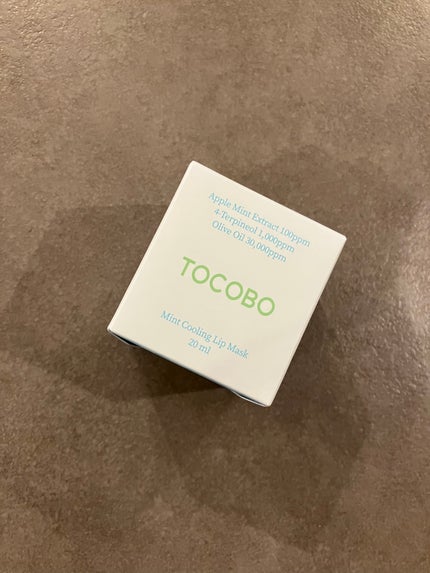 Apple Mint Extract 100ppm
4-Terpineol 1,000ppm
Olive Oil 30,000ppm
TOCOBO
Mint Cooling Lip Mask
20 ml